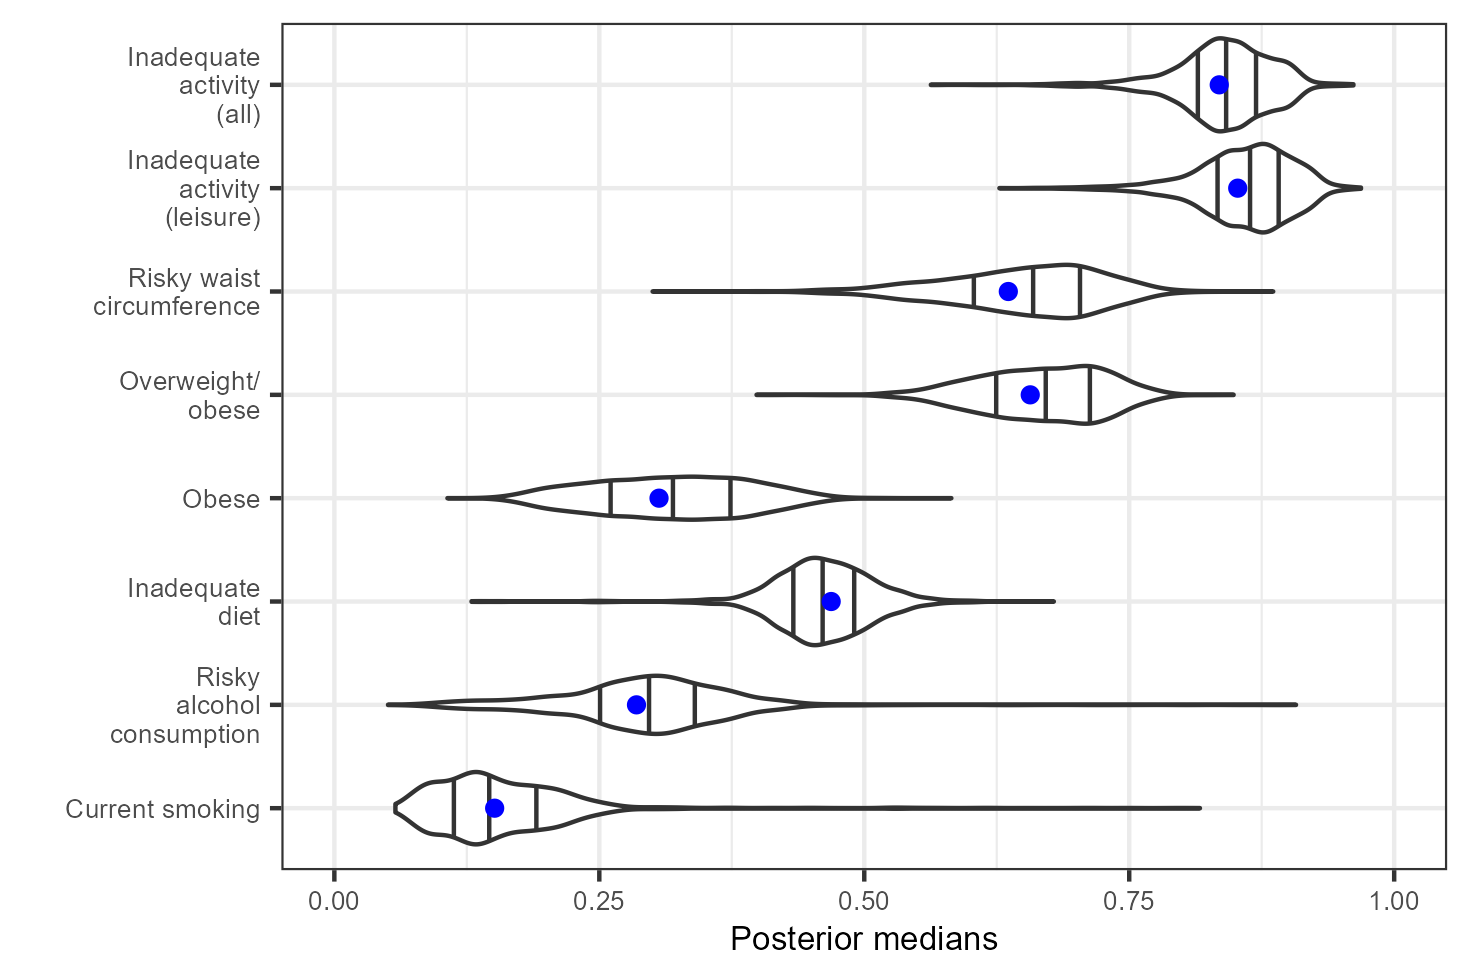 Inadequate
activity
(all)
Inadequate
activity
(leisure)
Risky waist
circumference
Overweight/
obese
Obese
Inadequate
diet
Risky
alcohol
consumption
Current smoking
0.00 0.25 0.50 0.75 1.00
Posterior medians